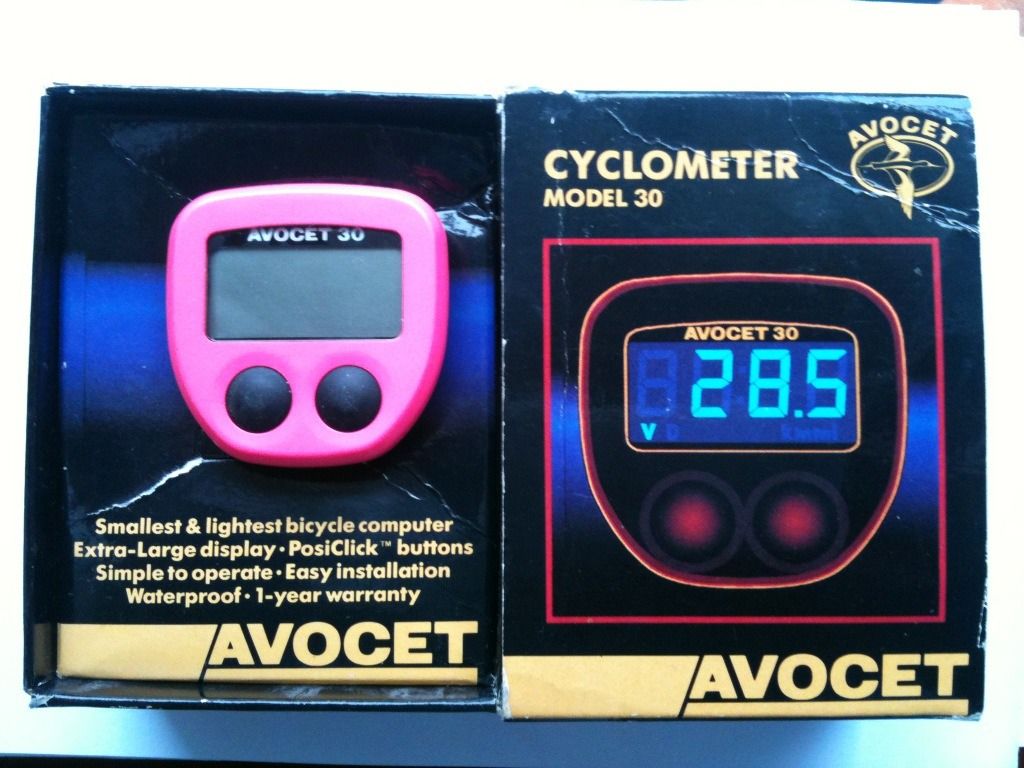 AVOCET 30
Smallest & lightest bicycle computer
Extra-Large display • PosiClick™ buttons
Simple to operate • Easy installation
Waterproof • 1-year warranty
AVOCET
CYCLOMETER
MODEL 30
AVOCET
AVOCET 30
28.5
V D
AVOCET